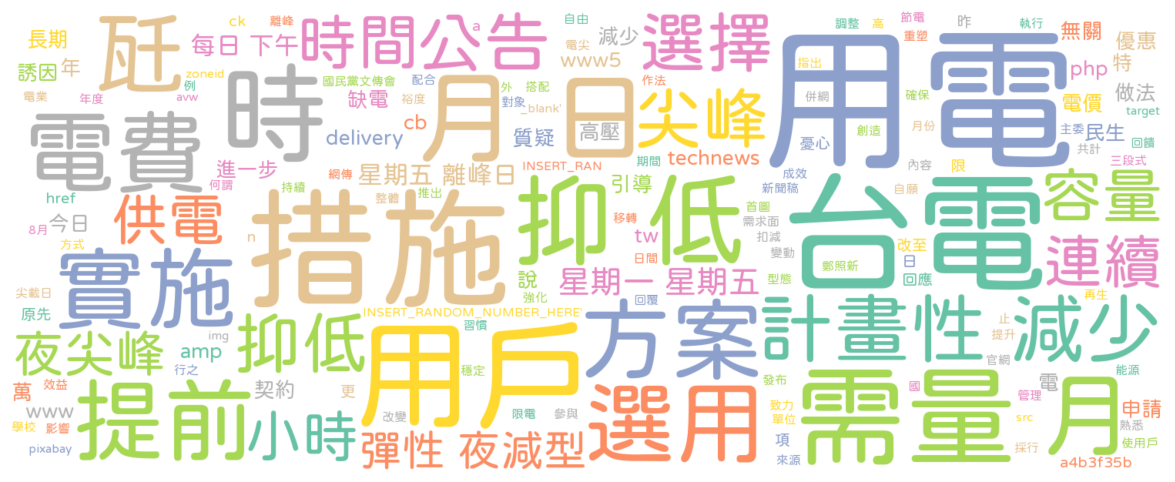 瓩
長期
誘因
年
每日 下午
ck
離峰
a
時間公告
自由
電尖
減少
www5
選擇
用電
調整
高
節電
昨
重塑
執行
無關
優惠
特
php
電價
做法
target
電業
年度
zoneid
例
avw
國民黨文傳會
配合
缺電
裕度
外
搭配
對象
_blank'
高壓
尖峰
指出
作法
併網
確保
創造
憂心
月份
主委
民生
共計
回饋
電費
時
月
日
delivery
cb
質疑
technews
三段式
進一步
何謂
星期五 離峰日
INSERT_RAN
期間
引導
成效
新聞稿
內容
限
自願
容量
href
今日
8月
供電
持續
網傳
整體
推出
措施
抑低
移轉
tw
日間
首圖
需求面
扣減
變動
台電
鄭照新
改至
日
回應
連續
方式
n
尖載日
原先
實施
說
強化
星期一 星期五
回覆
型態
INSERT_RANDOM_NUMBER_HERE'
習慣
再生
止
提升
官網
夜尖峰
amp
img
行之
抑低
用戶
穩定
方案
計畫性
減少
能源
萬
效益
學校
影響
www
pixabay
提前
契約
更
小時
改變
限電
參與
彈性 夜減型
選用
發布
致力
單位
項
來源
需量
電
國
管理
src
採行
月
申請
熟悉
使用戶
a4b3f35b